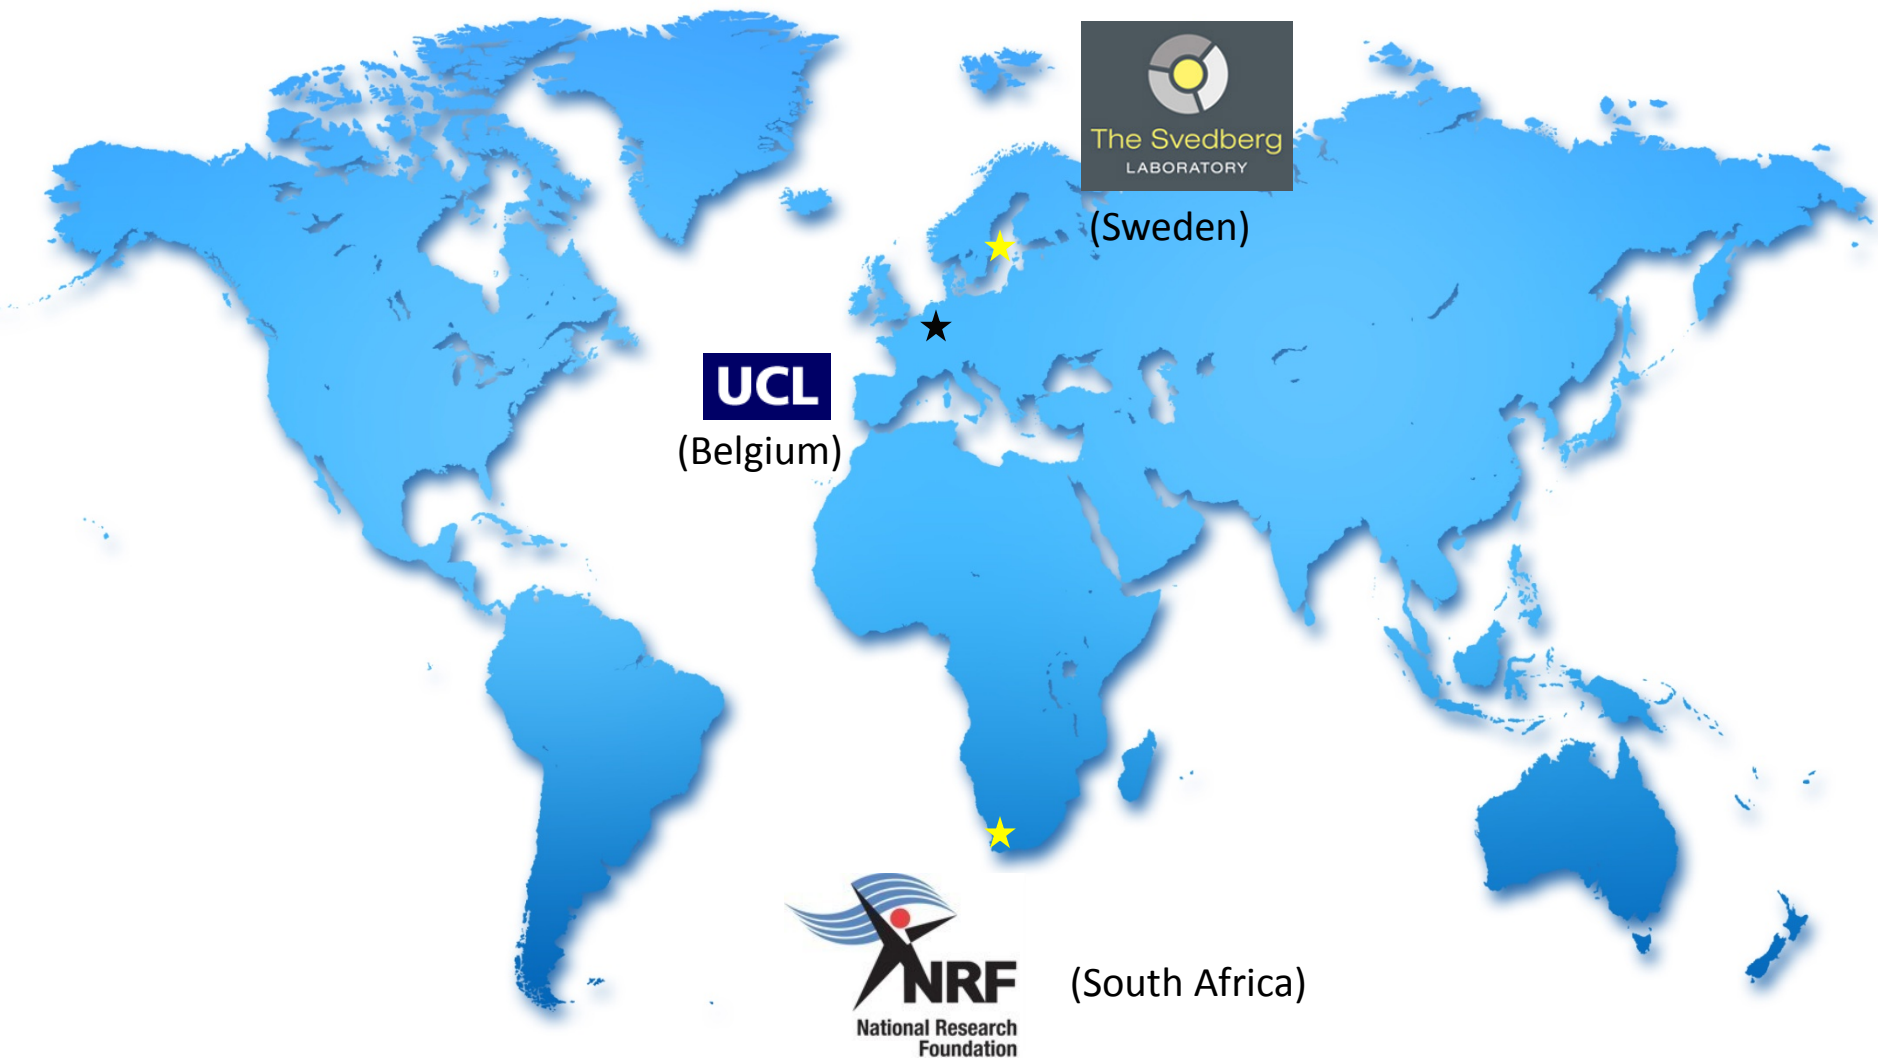 The Svedberg
LABORATORY
(Sweden)
UCL
(Belgium)
NRF
National Research
Foundation
(South Africa)